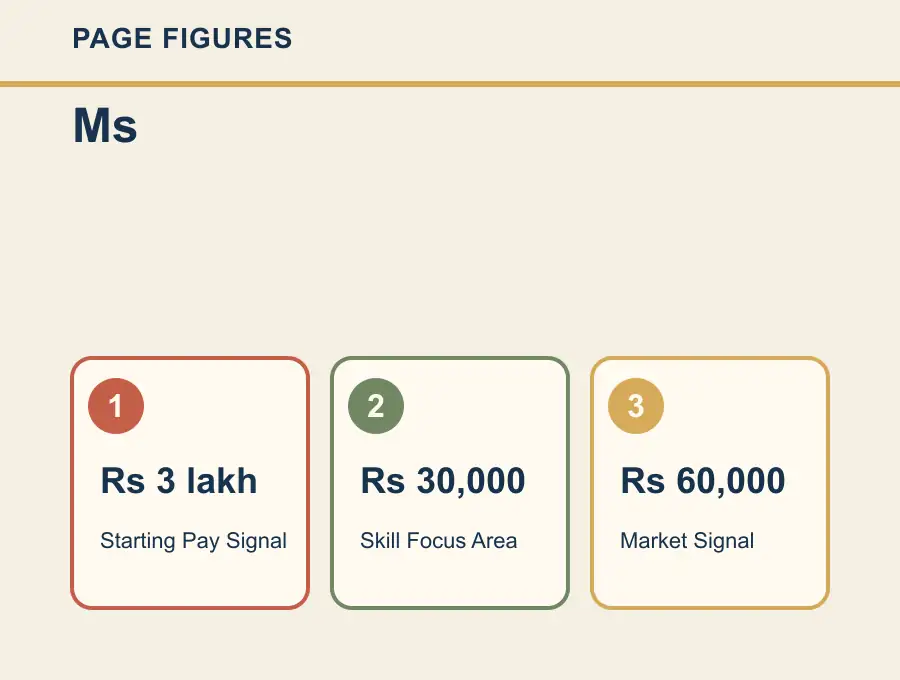 PAGE FIGURES
Ms
1
Rs 3 lakh
Starting Pay Signal
2
Rs 30,000
Skill Focus Area
3
Rs 60,000
Market Signal